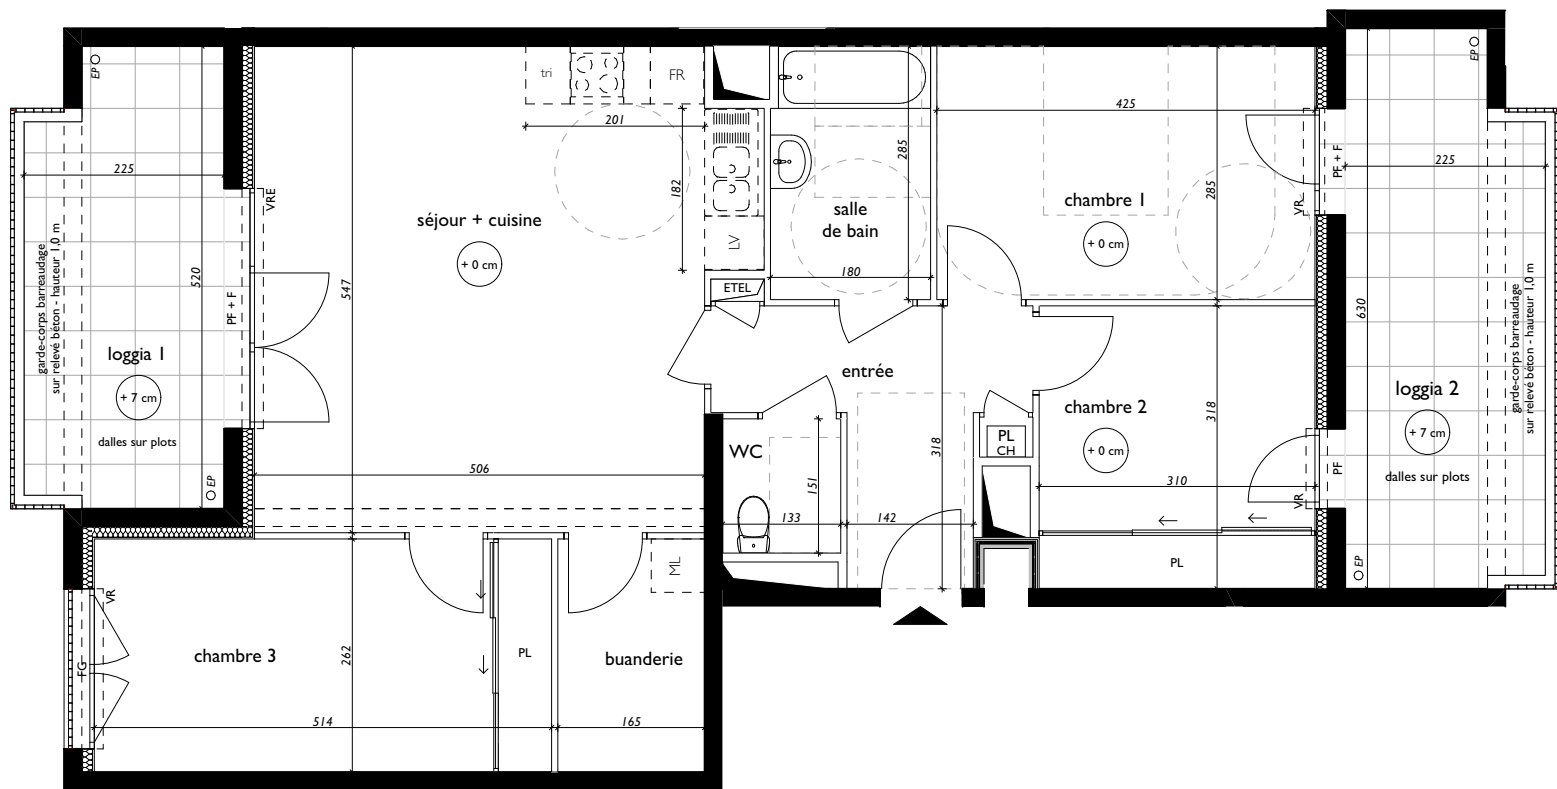 EP
225
garde-corps barreaudage
sur relevé béton - hauteur 1,0 m
520
loggia 1
+ 7 cm
dalles sur plots
EP
VRE
PF + F
547
séjour + cuisine
+ 0 cm
tri
FR
201
182
LV
ETEL
506
salle
de bain
285
180
425
chambre 1
+ 0 cm
285
VR
PF + F
entrée
chambre 2
+ 0 cm
318
310
PL
VR
PF
WC
151
133
142
318
PL
CH
EP
225
630
loggia 2
+ 7 cm
dalles sur plots
garde-corps barreaudage
sur relevé béton - hauteur 1,0 m
EP
VR
FG
chambre 3
262
514
PL
buanderie
165
ML